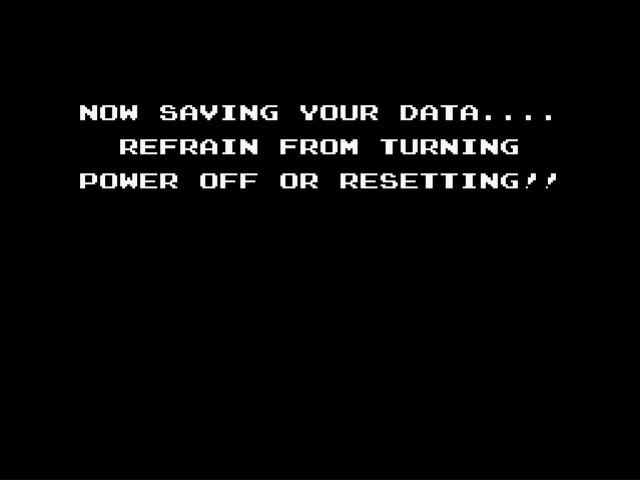 NOW SAVING YOUR DATA....
REFRAIN FROM TURNING
POWER OFF OR RESETTING!!